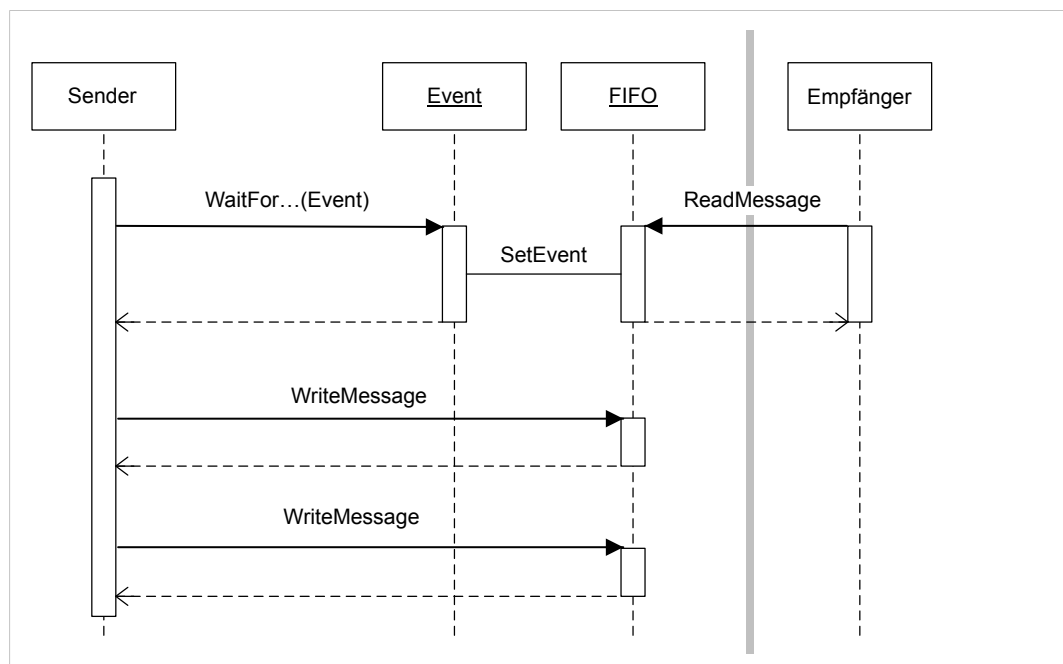 Sender
Event
FIFO
Empfänger
WaitFor…(Event)
ReadMessage
SetEvent
WriteMessage
WriteMessage